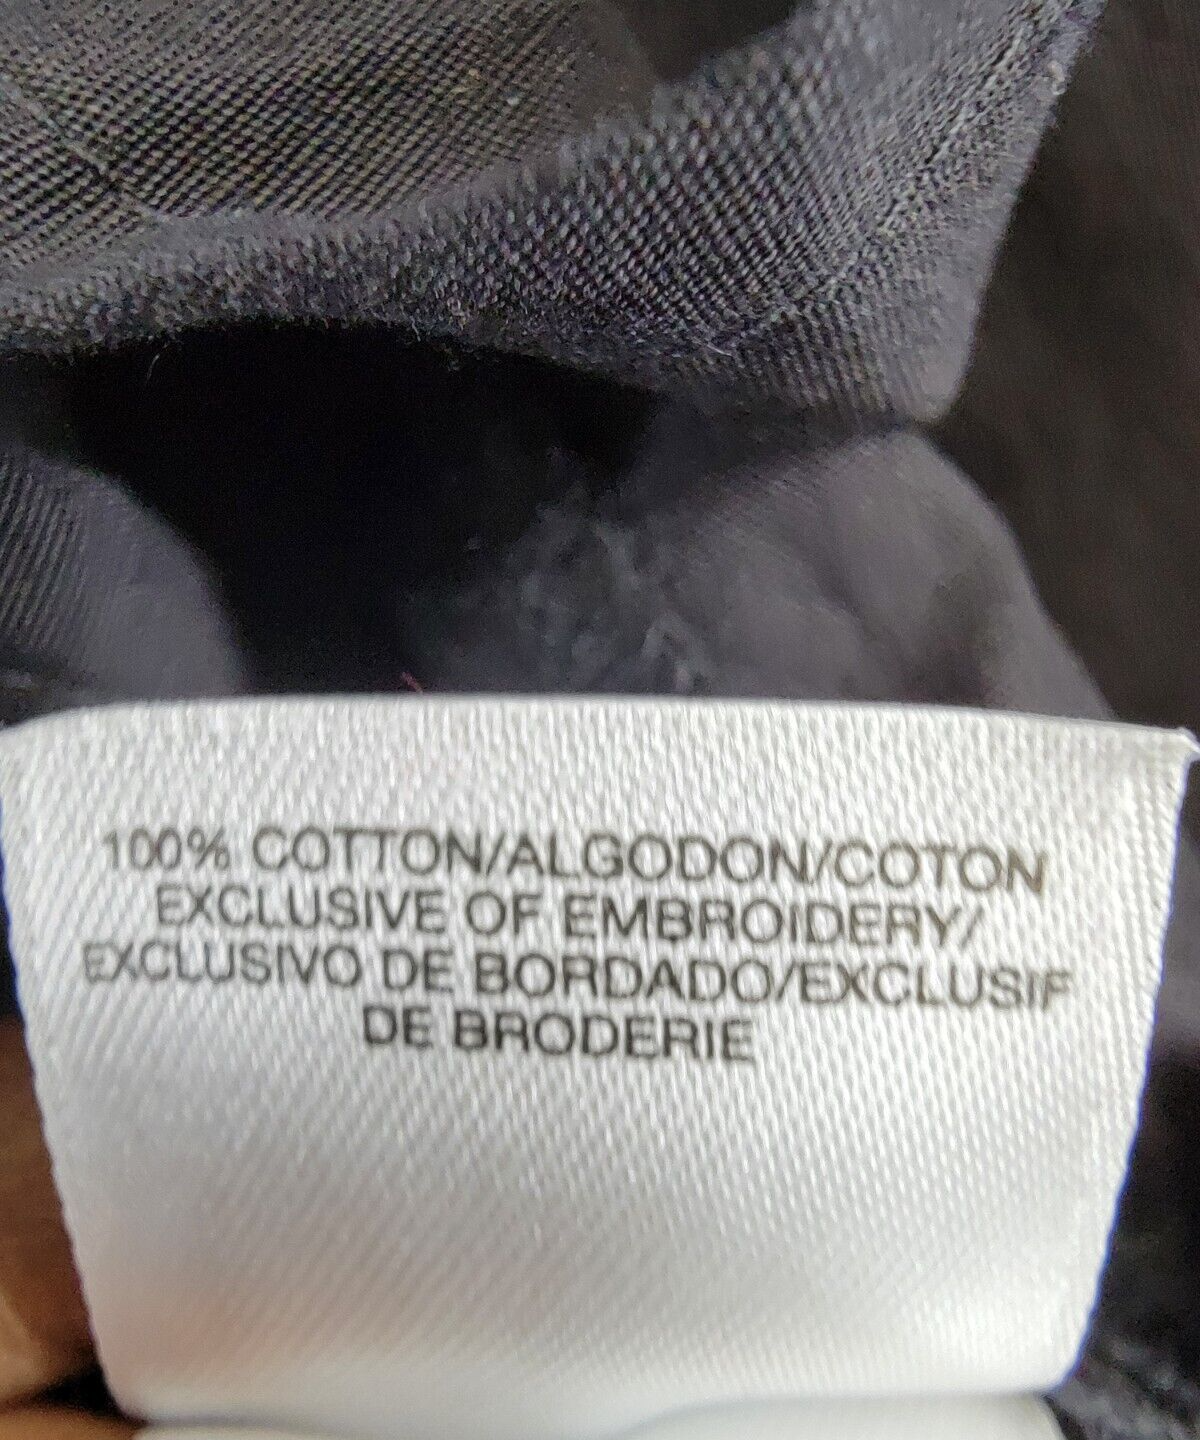 100% COTTON/ALGODON/COTON
EXCLUSIVE OF EMBROIDERY/
EXCLUSIVO DE BORDADO/EXCLUSIF
DE BRODERIE